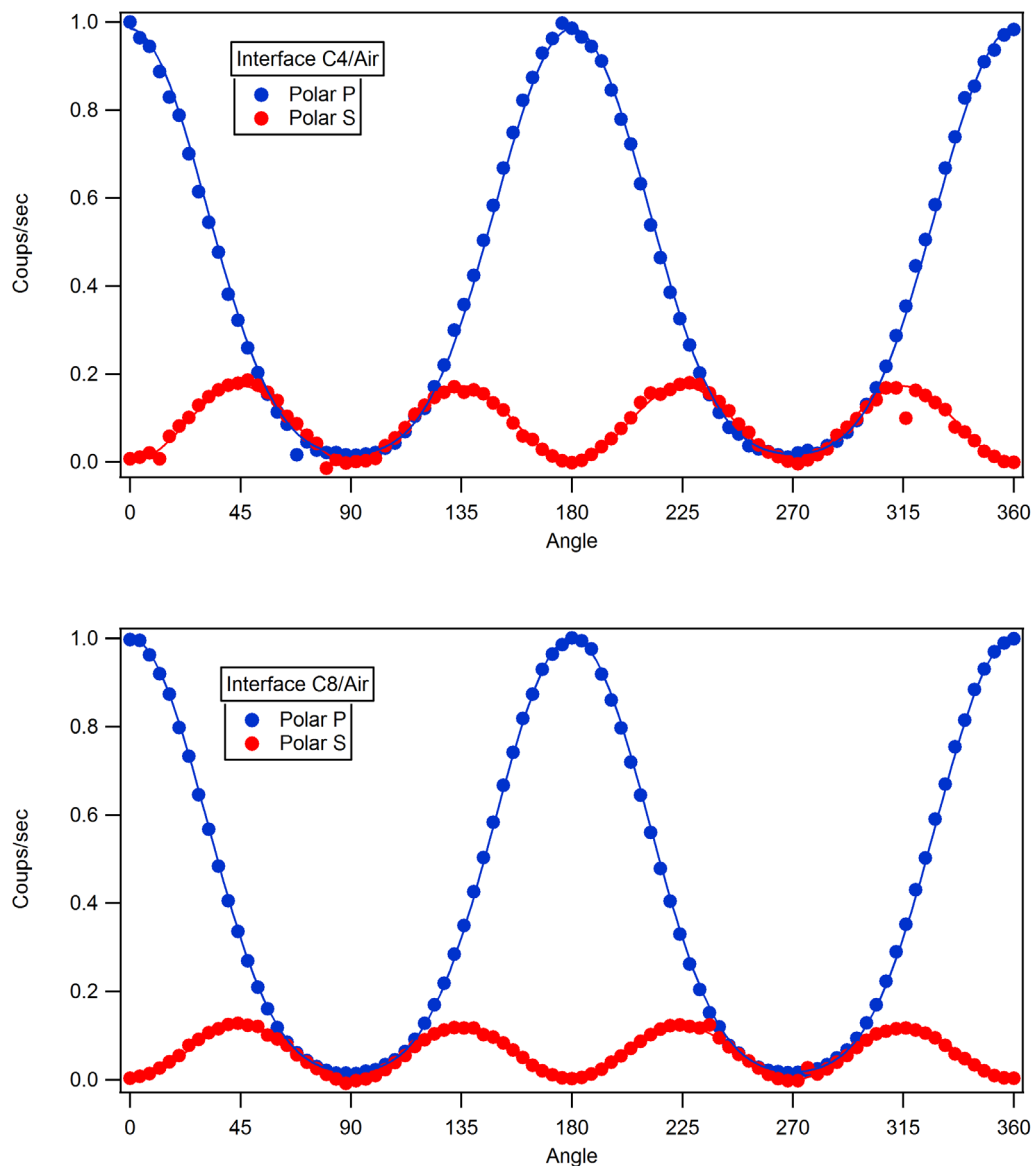 1.0
0.8
0.6
0.4
0.2
0.0
Coups/sec
Interface C4/Air
Polar P
Polar S
0 45 90 135 180 225 270 315 360
Angle
1.0
0.8
0.6
0.4
0.2
0.0
Coups/sec
Interface C8/Air
Polar P
Polar S
0 45 90 135 180 225 270 315 360
Angle